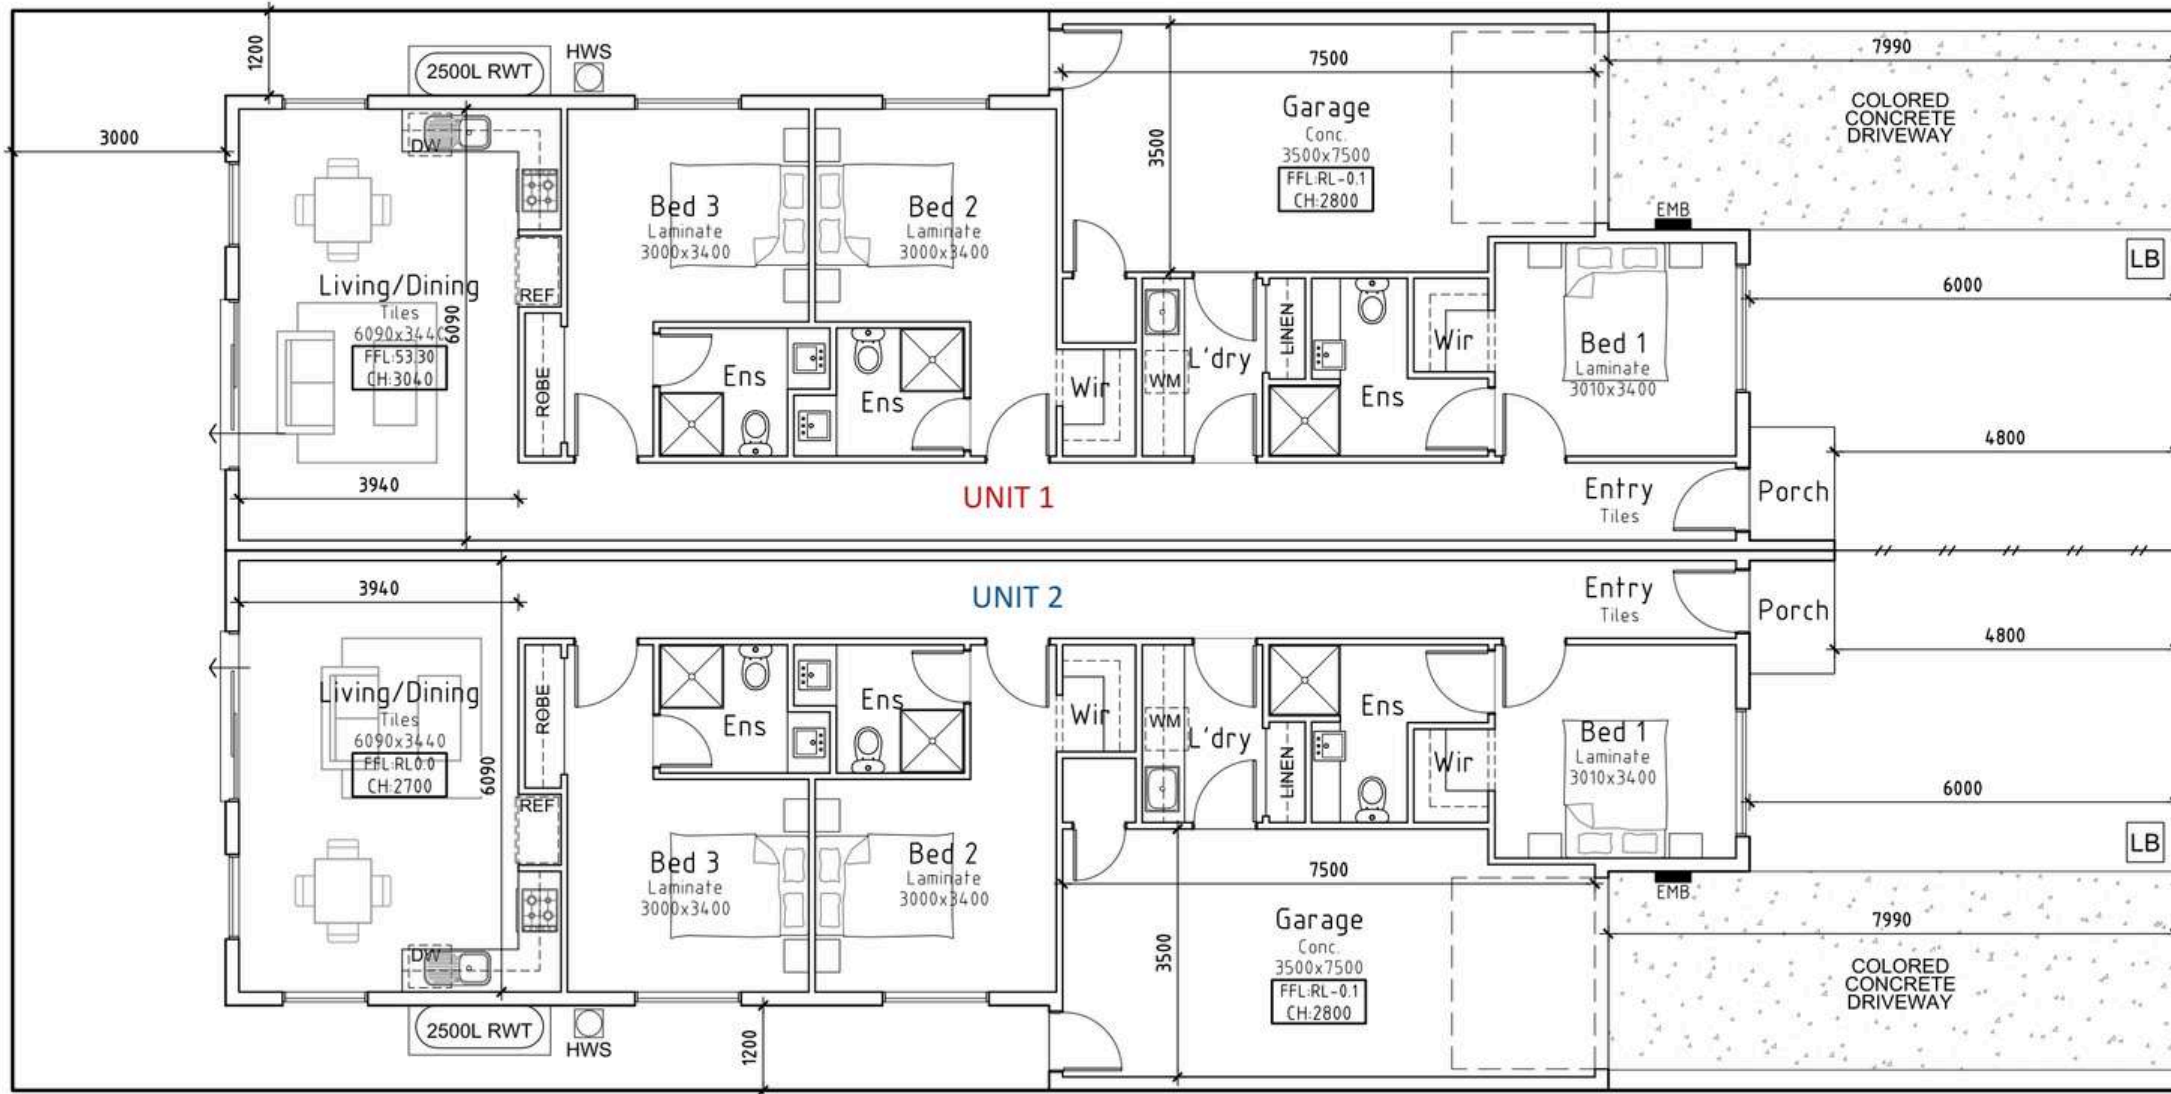 1200
2500L RWT
HWS
3000
DW
Living/Dining
Tiles
6090x3440
FFL:53.30
CH:3040
6090
REF
ROBE
3940
Bed 3
Laminate
3000x3400
Bed 2
Laminate
3000x3400
Ens
Ens
Wir
7500
3500
Garage
Conc.
3500x7500
FFL:RL-0.1
CH:2800
WM
L'dry
LINEN
Ens
Wir
Bed 1
Laminate
3010x3400
EMB
7990
COLORED
CONCRETE
DRIVEWAY
LB
6000
4800
UNIT 1
Entry
Tiles
Porch
3940
UNIT 2
Entry
Tiles
Porch
4800
Living/Dining
Tiles
6090x3440
FFL:RL0.0
CH:2700
6090
ROBE
REF
DW
Ens
Ens
Wir
WM
L'dry
LINEN
Ens
Wir
Bed 1
Laminate
3010x3400
6000
LB
Bed 3
Laminate
3000x3400
Bed 2
Laminate
3000x3400
7500
3500
Garage
Conc.
3500x7500
FFL:RL-0.1
CH:2800
EMB
7990
COLORED
CONCRETE
DRIVEWAY
2500L RWT
HWS
1200